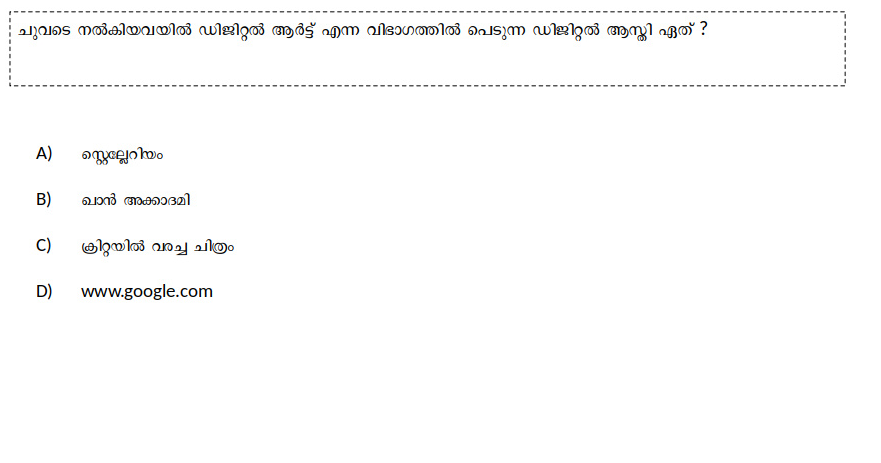 ചുവടെ നൽകിയവയിൽ ഡിജിറ്റൽ ആർട്ട് എന്ന വിഭാഗത്തിൽ പെടുന്ന ഡിജിറ്റൽ ആസ്തി ഏത് ?
A) സ്റ്റെല്ലേറിയം
B) ഖാൻ അക്കാദമി
C) ക്രിറ്റയിൽ വരച്ച ചിത്രം
D) www.google.com